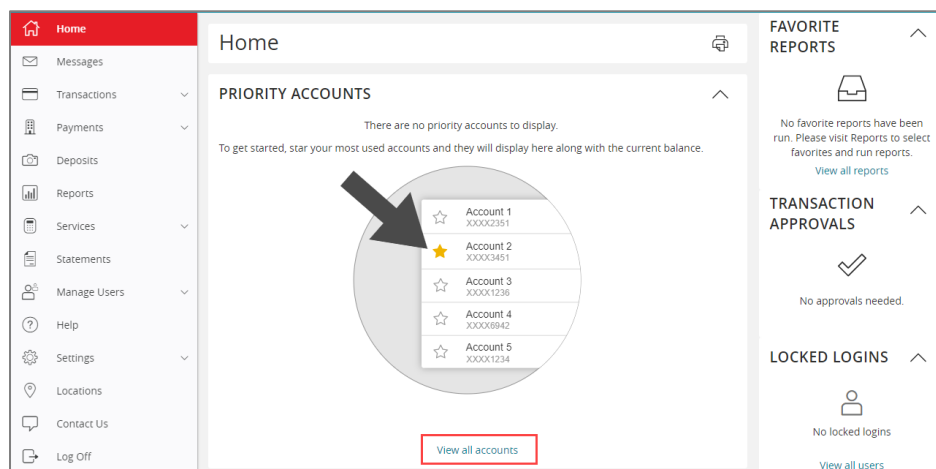 Home
Messages
Transactions
Payments
Deposits
Reports
Services
Statements
Manage Users
Help
Settings
Locations
Contact Us
Log Off
Home
PRIORITY ACCOUNTS
There are no priority accounts to display.
To get started, star your most used accounts and they will display here along with the current balance.
Account 1
XXXX2351
Account 2
XXXX3451
Account 3
XXXX1236
Account 4
XXXX6942
Account 5
XXXX1234
View all accounts
FAVORITE
REPORTS
No favorite reports have been
run. Please visit Reports to select
favorites and run reports.
View all reports
TRANSACTION
APPROVALS
No approvals needed.
LOCKED LOGINS
No locked logins
View all users